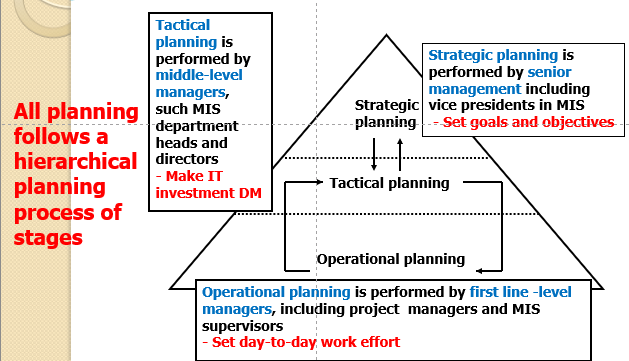 All planning
follows a
hierarchical
planning
process of
stages
Tactical
planning is
performed by
middle-level
managers,
such MIS
department
heads and
directors
- Make IT
investment DM
Strategic planning is
performed by senior
management including
vice presidents in MIS
- Set goals and objectives
Strategic
planning
Tactical planning
Operational planning
Operational planning is performed by first line -level
managers, including project managers and MIS
supervisors
- Set day-to-day work effort